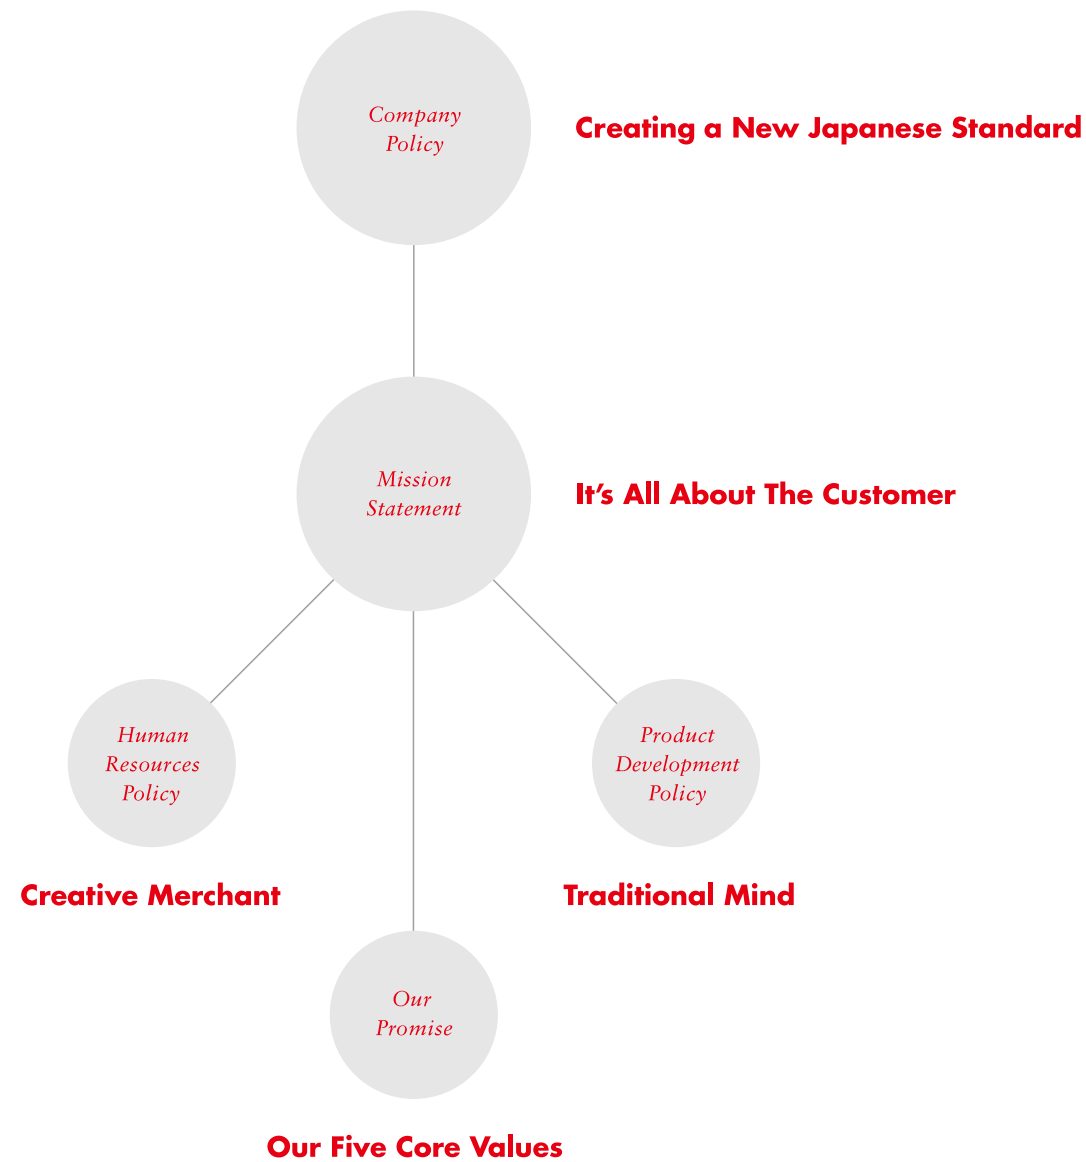 Company
Policy
Creating a New Japanese Standard
Mission
Statement
It's All About The Customer
Human
Resources
Policy
Creative Merchant
Product
Development
Policy
Traditional Mind
Our
Promise
Our Five Core Values